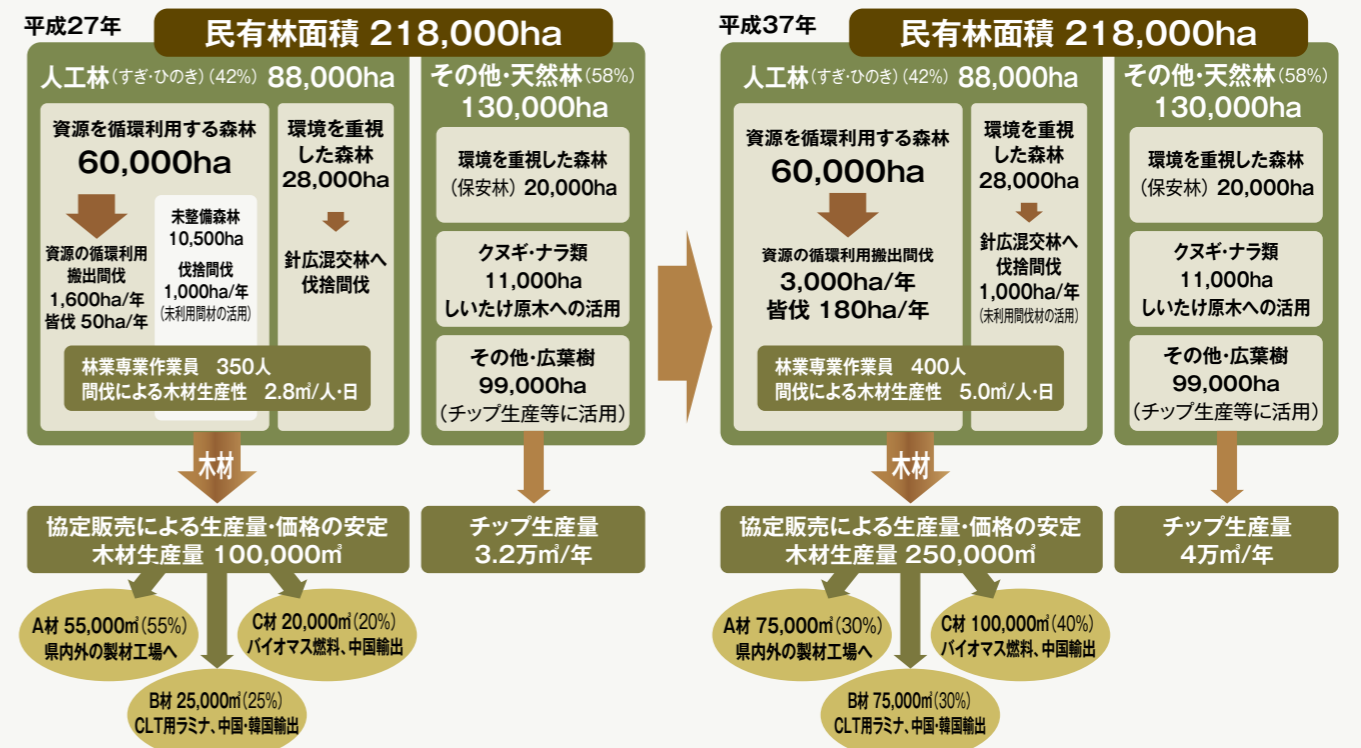 平成27年
民有林面積 218,000ha
人工林(すぎ・ひのき)(42%) 88,000ha
資源を循環利用する森林
60,000ha
資源の循環利用
搬出間伐
1,600ha/年
皆伐 50ha/年
未整備森林
10,500ha
伐捨間伐
1,000ha/年
(未利用間材の活用)
環境を重視
した森林
28,000ha
針広混交林へ
伐捨間伐
林業専業作業員 350人
間伐による木材生産性 2.8㎥/人・日
その他・天然林(58%)
130,000ha
環境を重視した森林
(保安林) 20,000ha
クヌギ・ナラ類
11,000ha
しいたけ原木への活用
その他・広葉樹
99,000ha
(チップ生産等に活用)
木材
協定販売による生産量・価格の安定
木材生産量 100,000㎥
チップ生産量
3.2万㎥/年
A材 55,000㎥(55%)
県内外の製材工場へ
C材 20,000㎥(20%)
バイオマス燃料、中国輸出
B材 25,000㎥(25%)
CLT用ラミナ、中国・韓国輸出
平成37年
民有林面積 218,000ha
人工林(すぎ・ひのき)(42%) 88,000ha
資源を循環利用する森林
60,000ha
資源の循環利用搬出間伐
3,000ha/年
皆伐 180ha/年
環境を重視
した森林
28,000ha
針広混交林へ
伐捨間伐
1,000ha/年
(未利用間伐材の活用)
林業専業作業員 400人
間伐による木材生産性 5.0㎥/人・日
その他・天然林(58%)
130,000ha
環境を重視した森林
(保安林) 20,000ha
クヌギ・ナラ類
11,000ha
しいたけ原木への活用
その他・広葉樹
99,000ha
(チップ生産等に活用)
木材
協定販売による生産量・価格の安定
木材生産量 250,000㎥
チップ生産量
4万㎥/年
A材 75,000㎥(30%)
県内外の製材工場へ
C材 100,000㎥(40%)
バイオマス燃料、中国輸出
B材 75,000㎥(30%)
CLT用ラミナ、中国・韓国輸出